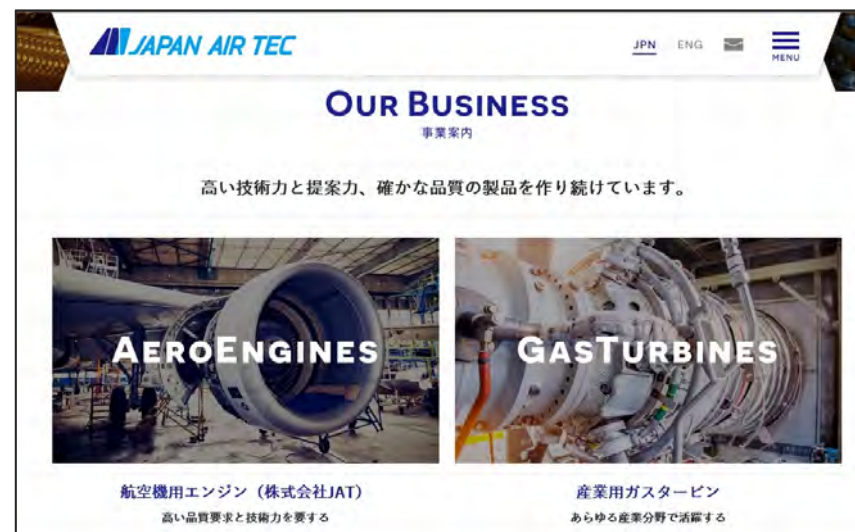 JAPAN AIR TEC
JPN ENG
MENU
OUR BUSINESS
事業案内
高い技術力と提案力、確かな品質の製品を作り続けています。
AEROENGINES
GASTURBINES
航空機用エンジン（株式会社JAT）
高い品質要求と技術力を要する
産業用ガスタービン
あらゆる産業分野で活躍する